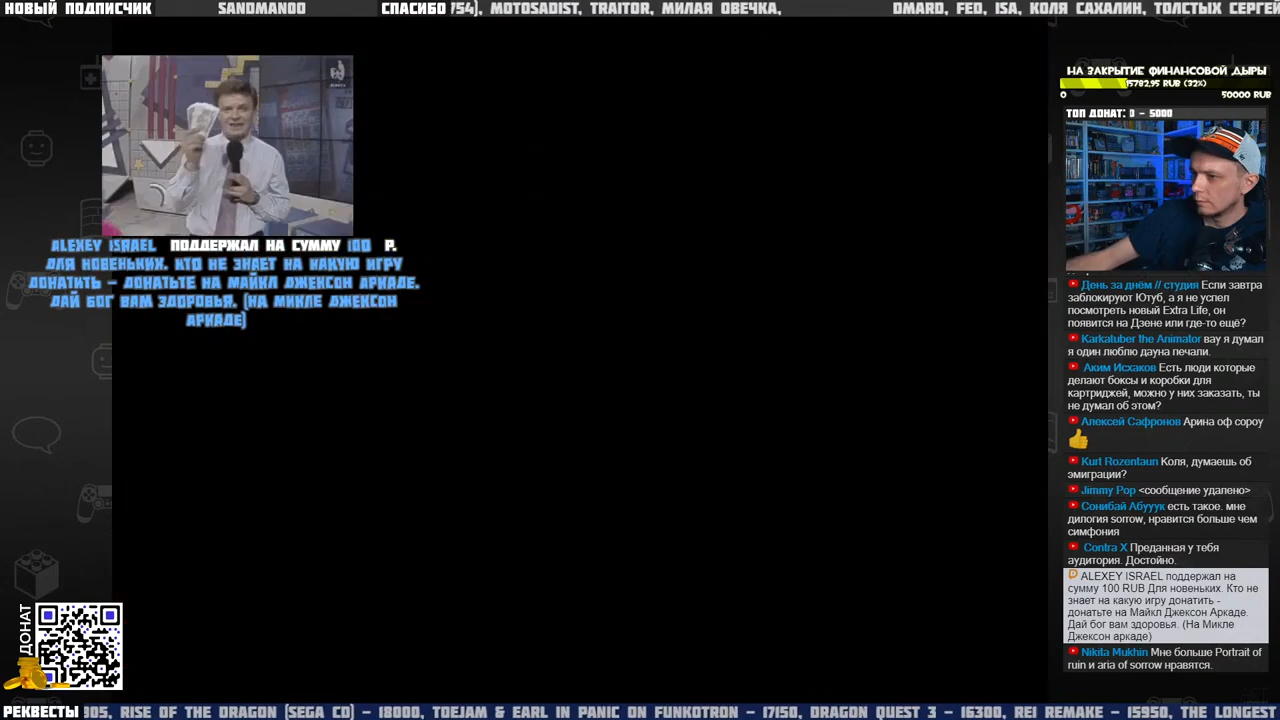 НОВЫЙ ПОДПИСЧИК SANDMANOO СПАСИБО 754), MOTOSADIST, TRAITOR, МИЛАЯ ОВЕЧКА, OMARD, FED, ISA, КОЛЯ САХАЛИН, ТОЛСТЫХ СЕРГЕЙ
ALEXEY ISRAEL ПОДДЕРЖАЛ НА СУММУ 100 Р.
ДЛЯ НОВЕНЬКИХ. КТО НЕ ЗНАЕТ НА КАКУЮ ИГРУ
ДОНАТИТЬ - ДОНАТЬТЕ НА МАЙКЛ ДЖЕКСОН АРКАДЕ.
ДАЙ БОГ ВАМ ЗДОРОВЬЯ. (НА МИКЛЕ ДЖЕКСОН
АРКАДЕ)
НА ЗАКРЫТИЕ ФИНАНСОВОЙ ДЫРЫ
15782,95 RUB (32%)
0 50000 RUB
ТОП ДОНАТ: 0 - 5000
День за днём // студия Если завтра
заблокируют Ютуб, а я не успел
посмотреть новый Extra Life, он
появится на Дзене или где-то ещё?
Karkatuber the Animator вау я думал
я один люблю дауна печали.
Аким Исхаков Есть люди которые
делают боксы и коробки для
картриджей, можно у них заказать, ты
не думал об этом?
Алексей Сафронов Арина оф сороу
Kurt Rozentaun Коля, думаешь об
эмиграции?
Jimmy Pop <сообщение удалено>
Сонибай Абууук есть такое. мне
дилогия sorrow, нравится больше чем
симфония
Contra X Преданная у тебя
аудитория. Достойно.
ALEXEY ISRAEL поддержал на
сумму 100 RUB Для новеньких. Кто не
знает на какую игру донатить -
донатьте на Майкл Джексон Аркаде.
Дай бог вам здоровья. (На Микле
Джексон аркаде)
Nikita Mukhin Мне больше Portrait of
ruin и aria of sorrow нравятся.
ДОНАТ
РЕКВЕСТЫ 305, RISE OF THE DRAGON (SEGA CD) - 18000, TOEJAM & EARL IN PANIC ON FUNKOTRON - 17150, DRAGON QUEST 3 - 16300, REI REMAKE - 15950, THE LONGEST